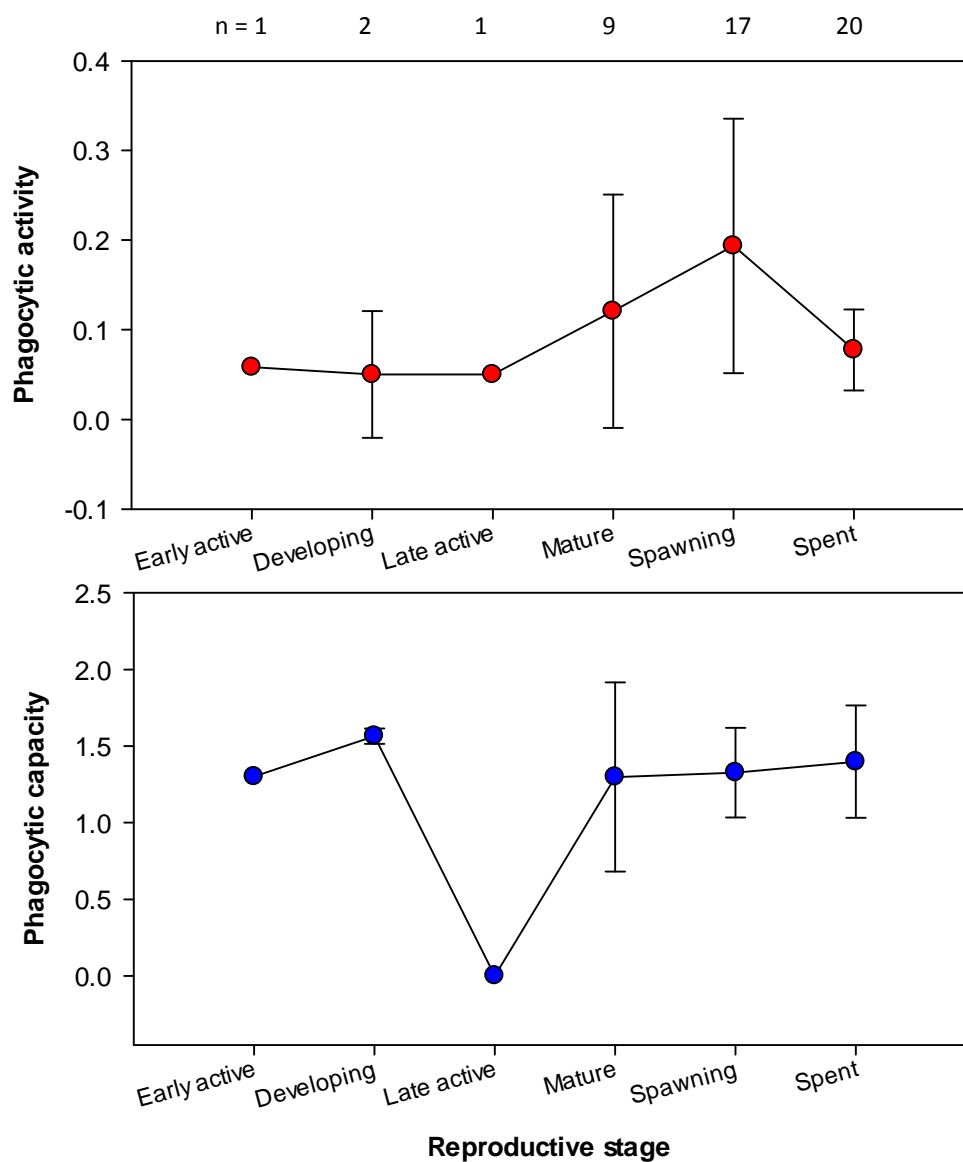 n = 1 2 1 9 17 20
0.4
0.3
0.2
0.1
0.0
-0.1
Phagocytic activity
Early active Developing Late active Mature Spawning Spent
2.5
2.0
1.5
1.0
0.5
0.0
Phagocytic capacity
Early active Developing Late active Mature Spawning Spent
Reproductive stage